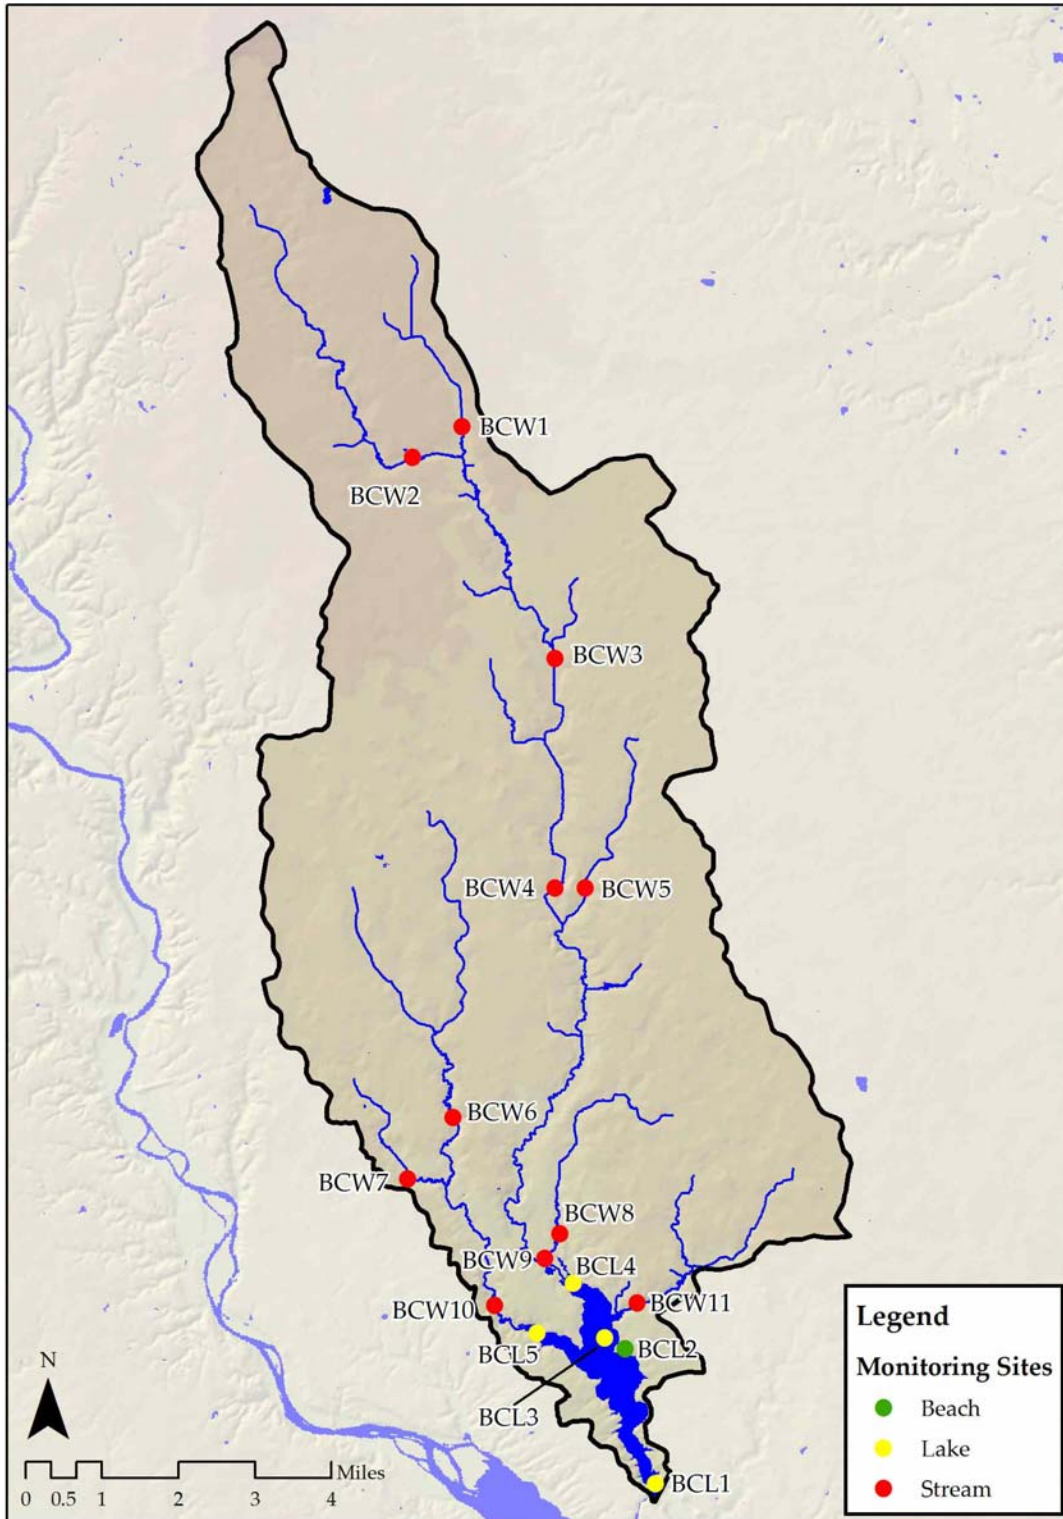 BCW1
BCW2
BCW3
BCW4
BCW5
BCW6
BCW7
BCW8
BCW9
BCL4
BCW10
BCW11
BCL5
BCL2
BCL3
BCL1
N
Miles
0 0.5 1 2 3 4
Legend
Monitoring Sites
Beach
Lake
Stream